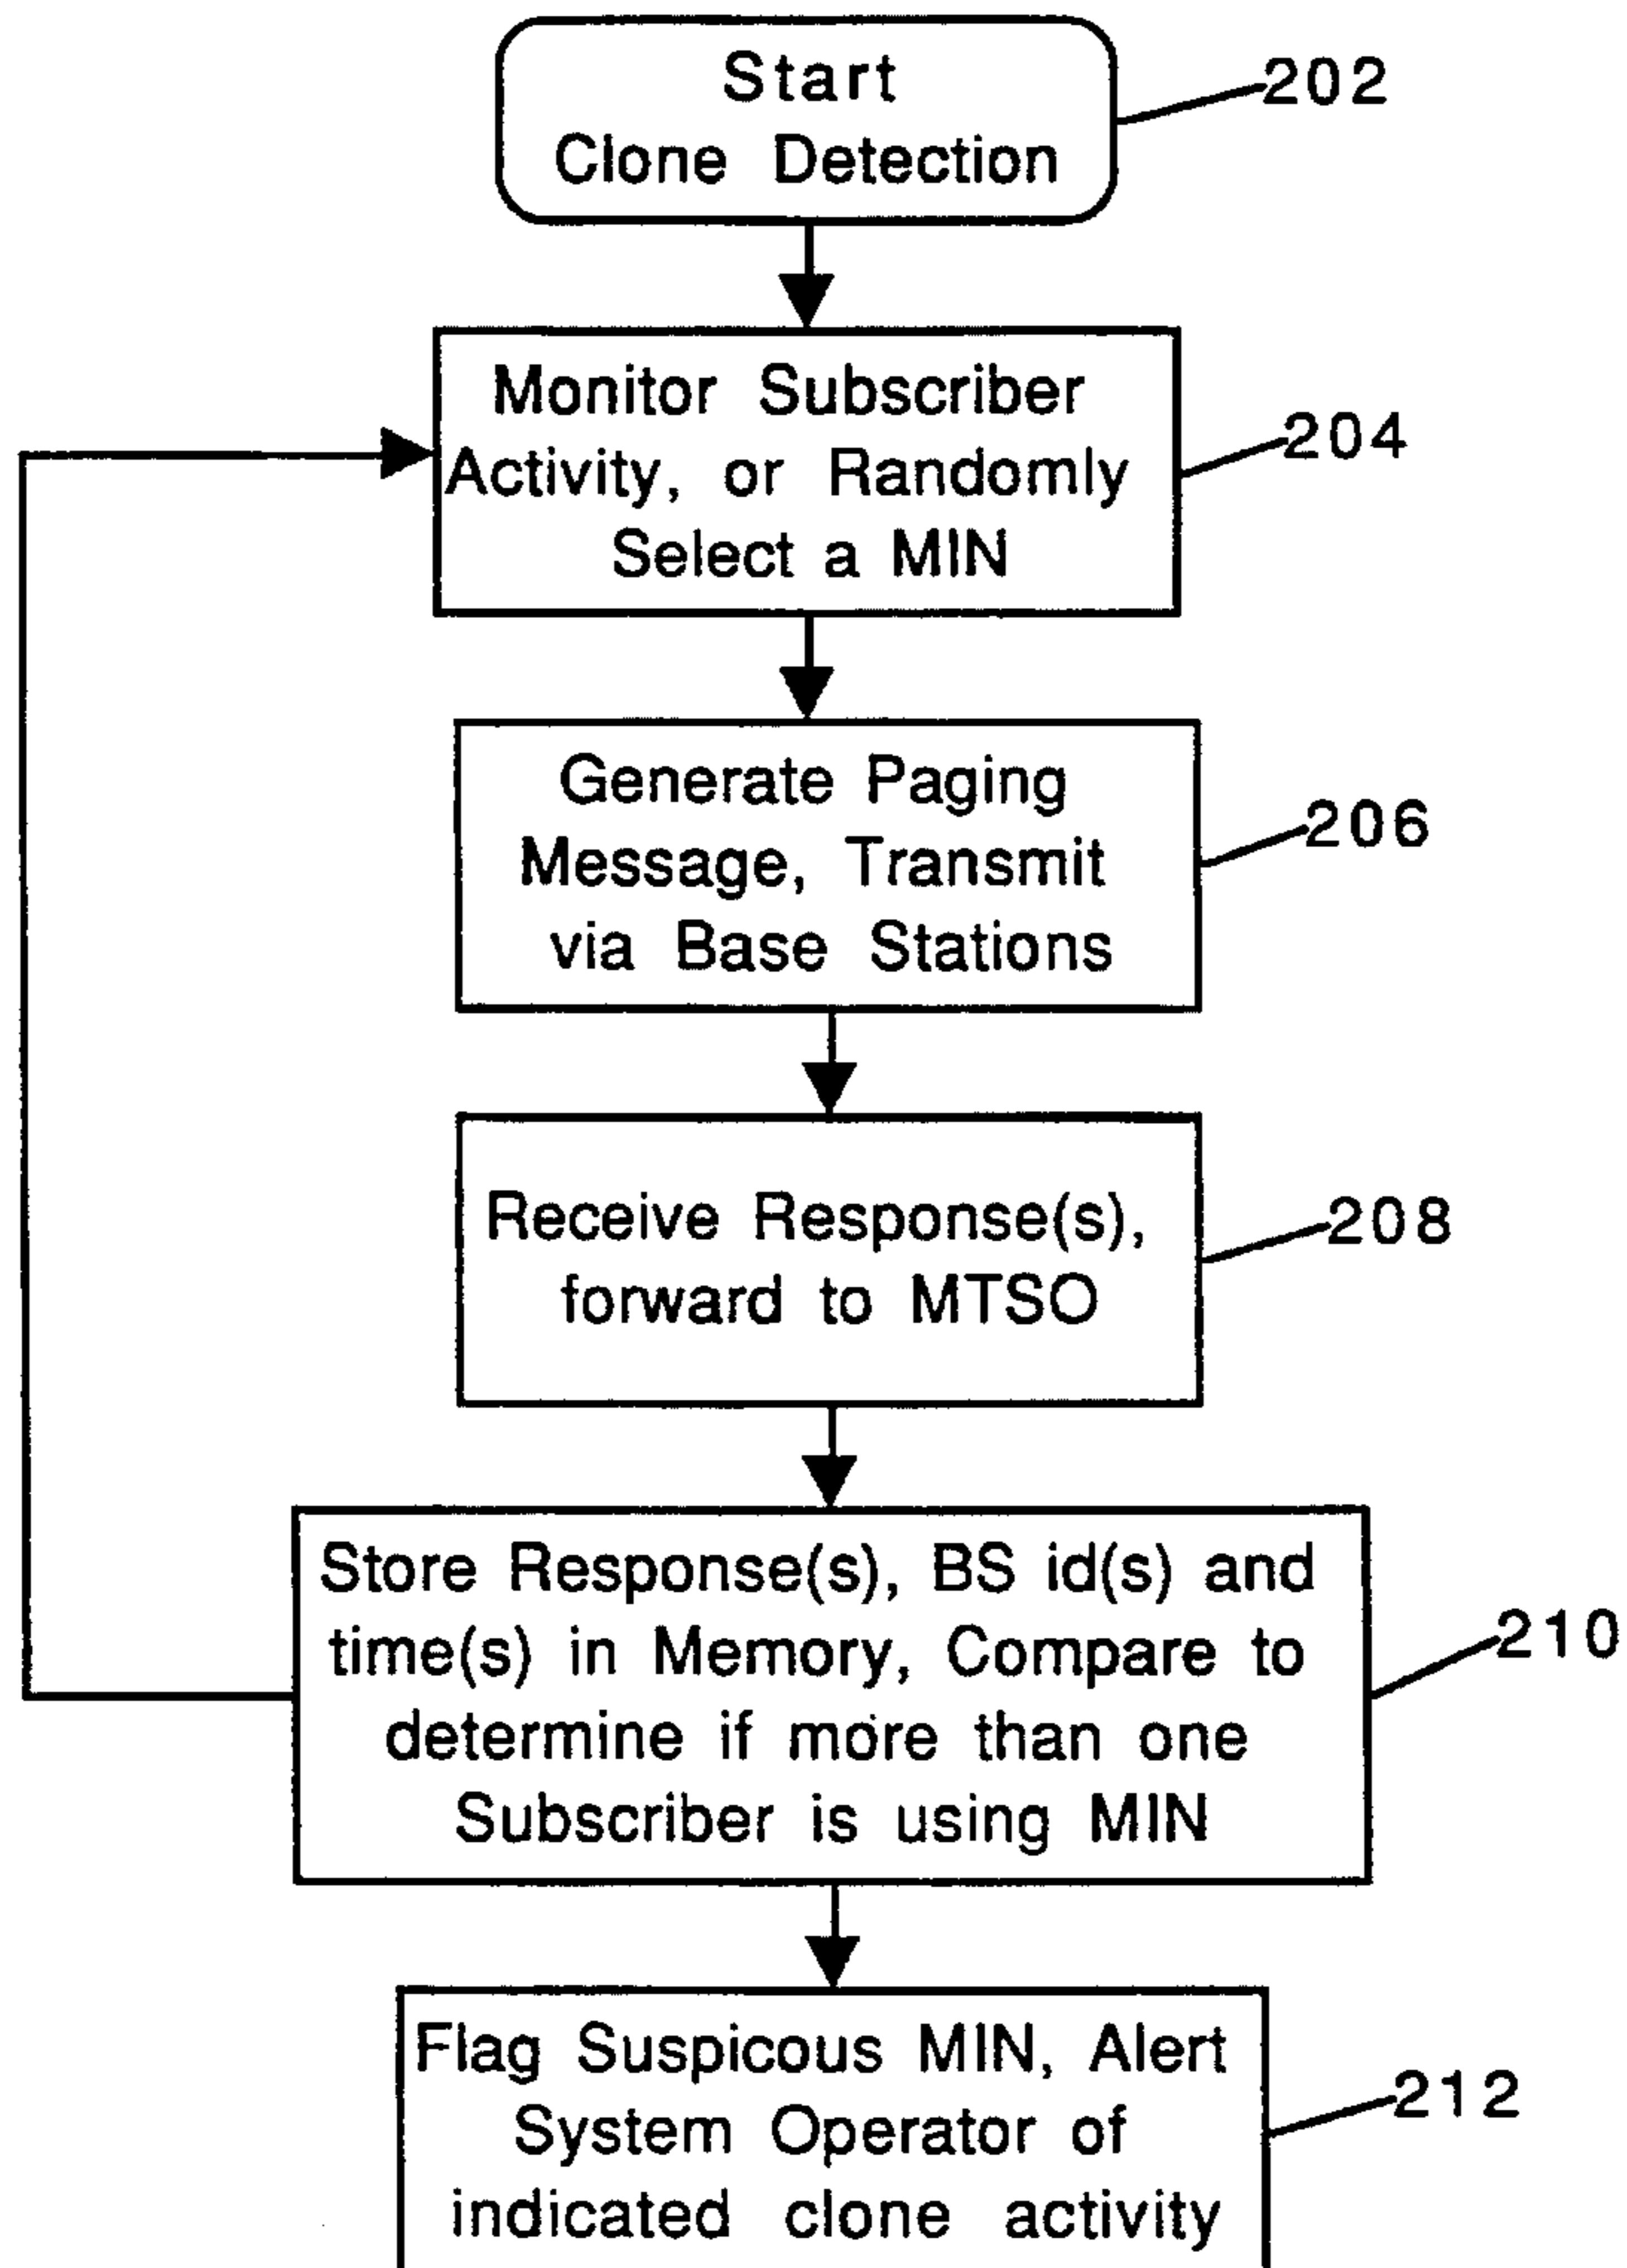 Start
Clone Detection
202
Monitor Subscriber
Activity, or Randomly
Select a MIN
204
Generate Paging
Message, Transmit
via Base Stations
206
Receive Response(s),
forward to MTSO
208
Store Response(s), BS id(s) and
time(s) in Memory, Compare to
determine if more than one
Subscriber is using MIN
210
Flag Suspicous MIN, Alert
System Operator of
indicated clone activity
212